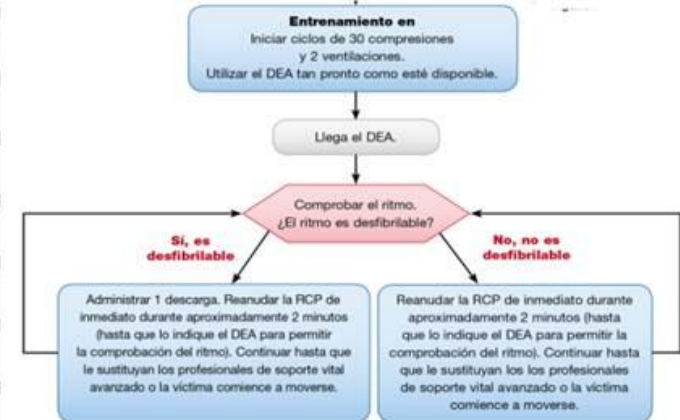 Entrenamiento en
Iniciar ciclos de 30 compresiones
y 2 ventilaciones.
Utilizar el DEA tan pronto como esté disponible.
Llega el DEA.
Comprobar el ritmo.
¿El ritmo es desfibrilable?
Sí, es
desfibrilable
No, no es
desfibrilable
Administrar 1 descarga. Reanudar la RCP de
inmediato durante aproximadamente 2 minutos
(hasta que lo indique el DEA para permitir
la comprobación del ritmo). Continuar hasta que
le sustituyan los profesionales de soporte vital
avanzado o la víctima comience a moverse.
Reanudar la RCP de inmediato durante
aproximadamente 2 minutos (hasta
que lo indique el DEA para permitir la
comprobación del ritmo). Continuar hasta
que le sustituyan los los profesionales
de soporte vital avanzado o la víctima
comience a moverse.